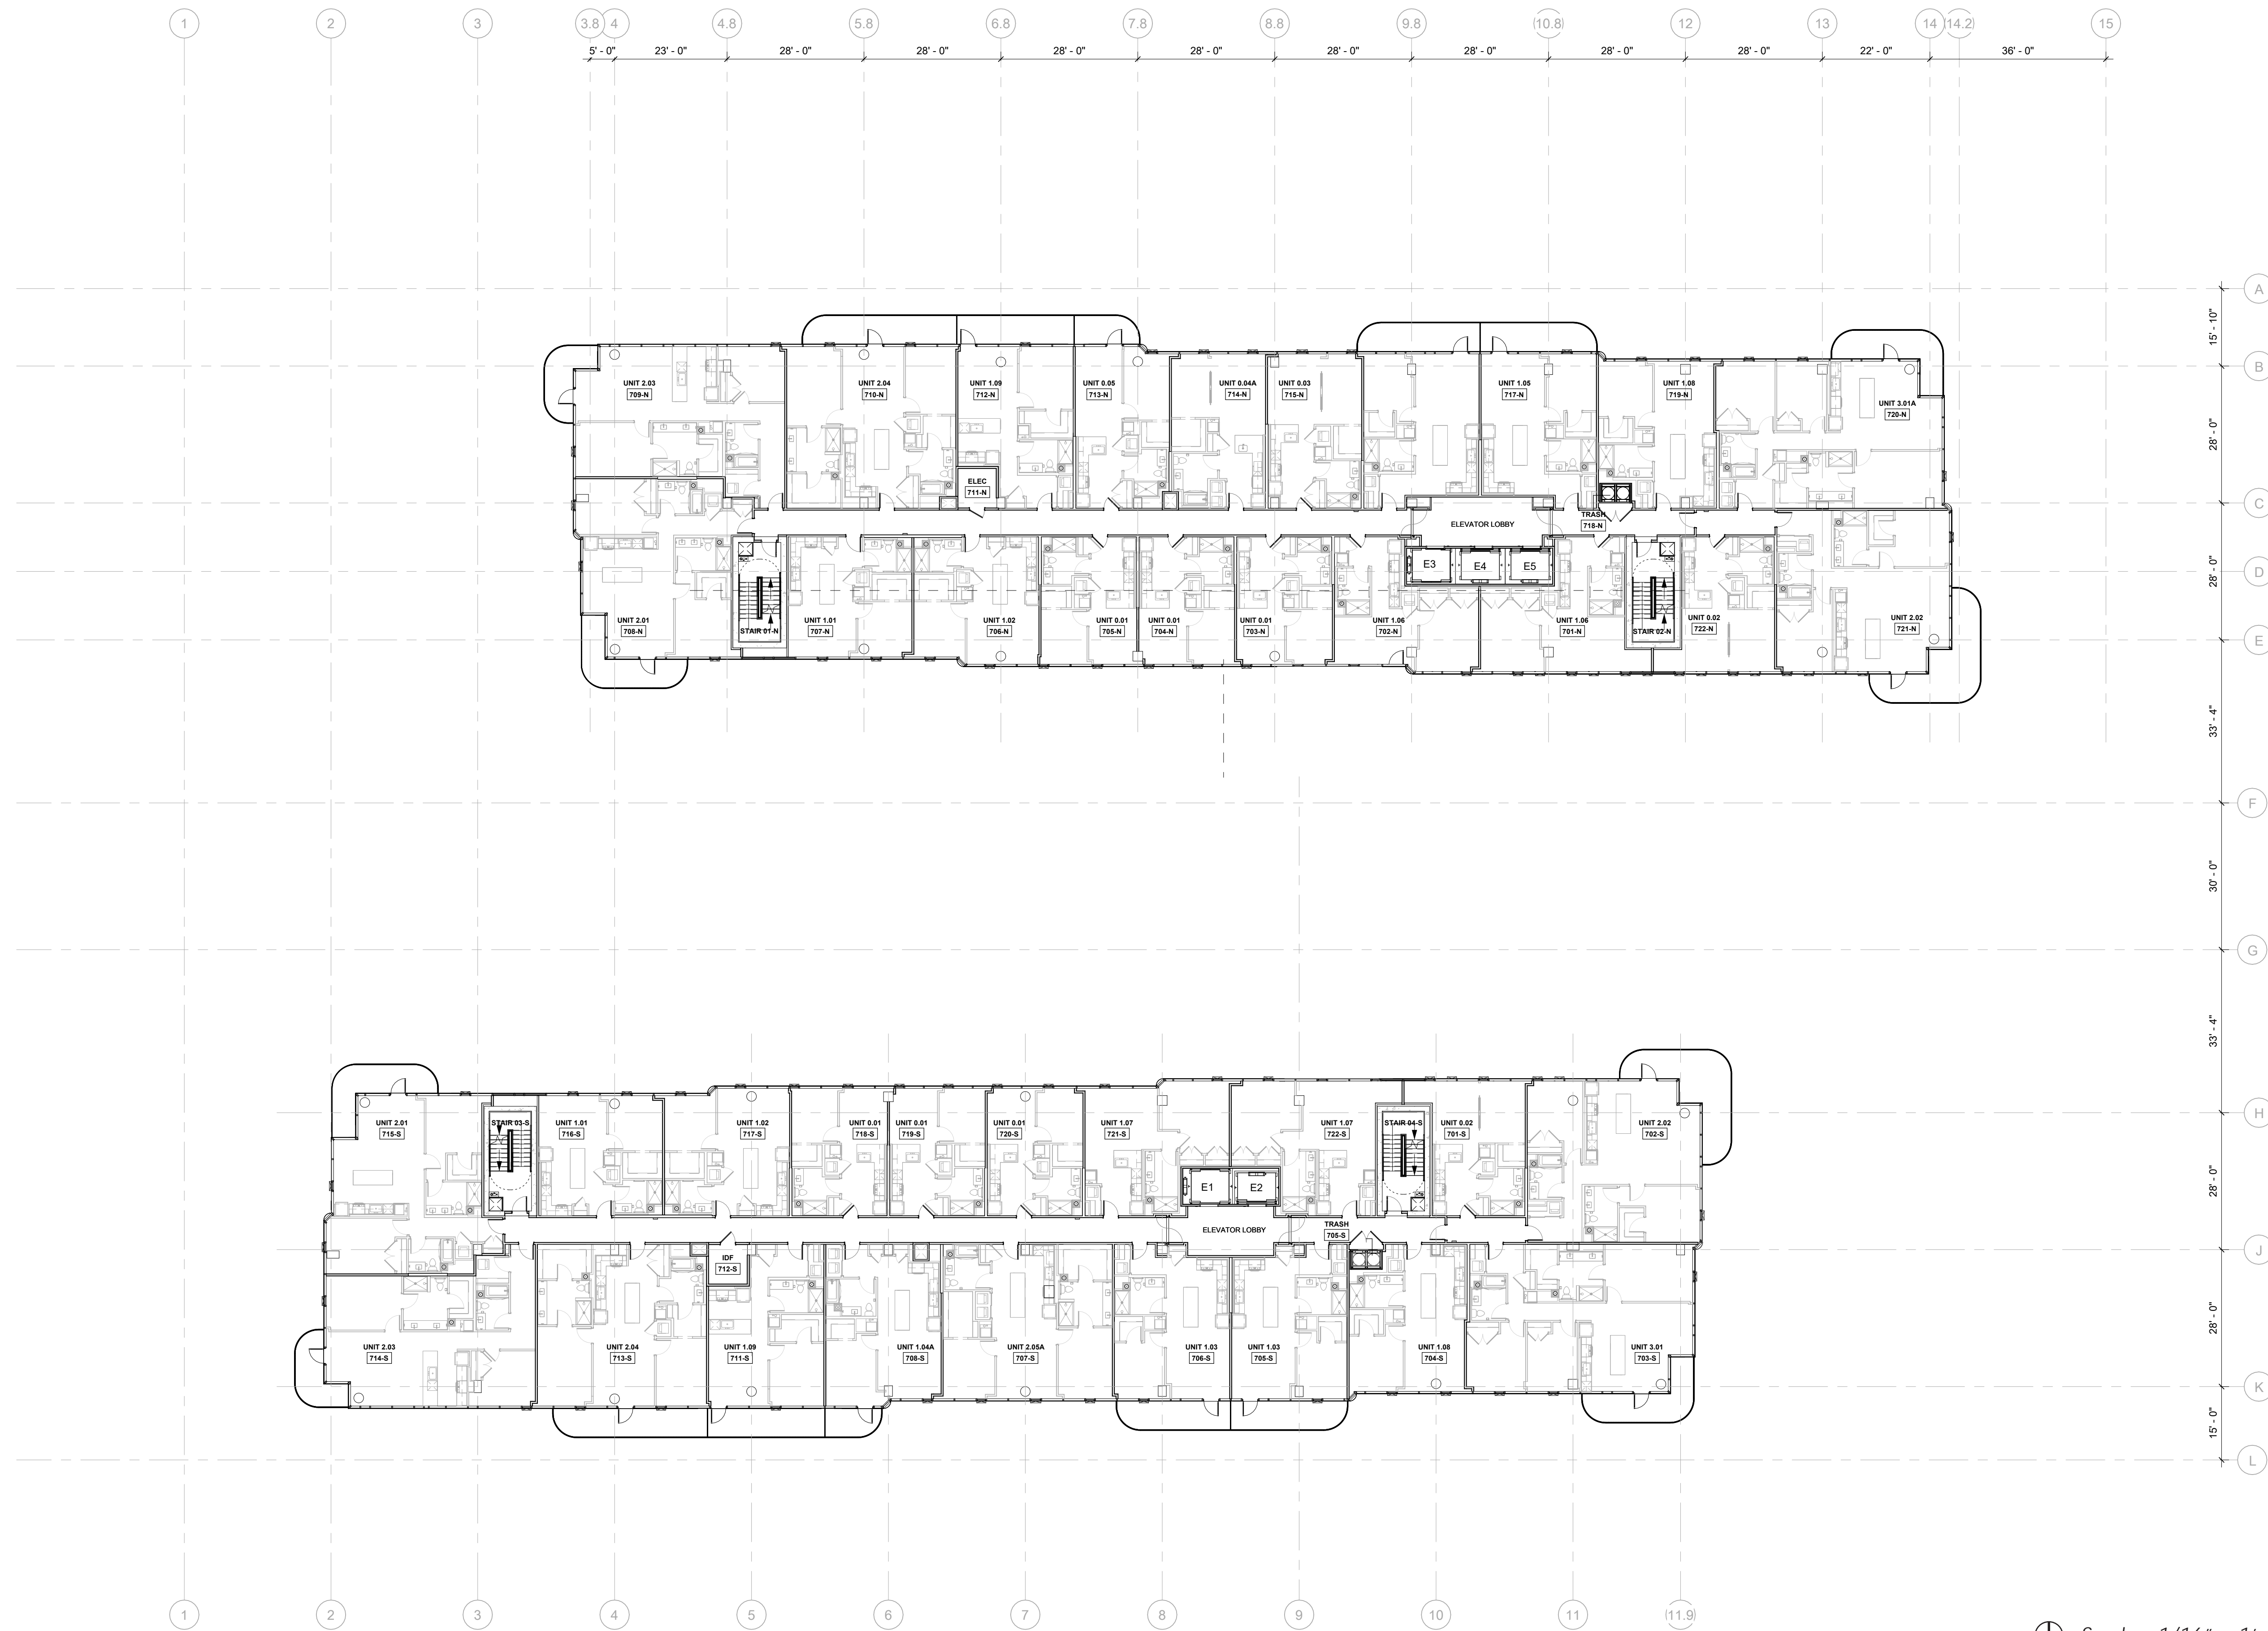 1 2 3 3.8 4 4.8 5.8 6.8 7.8 8.8 9.8 (10.8) 12 13 14 (14.2) 15
5' - 0" 23' - 0" 28' - 0" 28' - 0" 28' - 0" 28' - 0" 28' - 0" 28' - 0" 28' - 0" 28' - 0" 22' - 0" 36' - 0"
A
15' - 10"
B
28' - 0"
C
28' - 0"
D
E
33' - 4"
F
30' - 0"
G
33' - 4"
H
28' - 0"
J
28' - 0"
K
15' - 0"
L
UNIT 2.03
709-N
UNIT 2.04
710-N
UNIT 1.09
712-N
UNIT 0.05
713-N
UNIT 0.04A
714-N
UNIT 0.03
715-N
UNIT 1.05
717-N
UNIT 1.08
719-N
UNIT 3.01A
720-N
ELEC
711-N
ELEVATOR LOBBY
TRASH
718-N
E3 E4 E5
UNIT 2.01
708-N
STAIR 01-N
UNIT 1.01
707-N
UNIT 1.02
706-N
UNIT 0.01
705-N
UNIT 0.01
704-N
UNIT 0.01
703-N
UNIT 1.06
702-N
UNIT 1.06
701-N
STAIR 02-N
UNIT 0.02
722-N
UNIT 2.02
721-N
UNIT 2.01
715-S
STAIR 03-S
UNIT 1.01
716-S
UNIT 1.02
717-S
UNIT 0.01
718-S
UNIT 0.01
719-S
UNIT 0.01
720-S
UNIT 1.07
721-S
UNIT 1.07
722-S
STAIR 04-S
UNIT 0.02
701-S
UNIT 2.02
702-S
E1 E2
ELEVATOR LOBBY
TRASH
705-S
IDF
712-S
UNIT 2.03
714-S
UNIT 2.04
713-S
UNIT 1.09
711-S
UNIT 1.04A
708-S
UNIT 2.05A
707-S
UNIT 1.03
706-S
UNIT 1.03
705-S
UNIT 1.08
704-S
UNIT 3.01
703-S
1 2 3 4 5 6 7 8 9 10 11 (11.9)